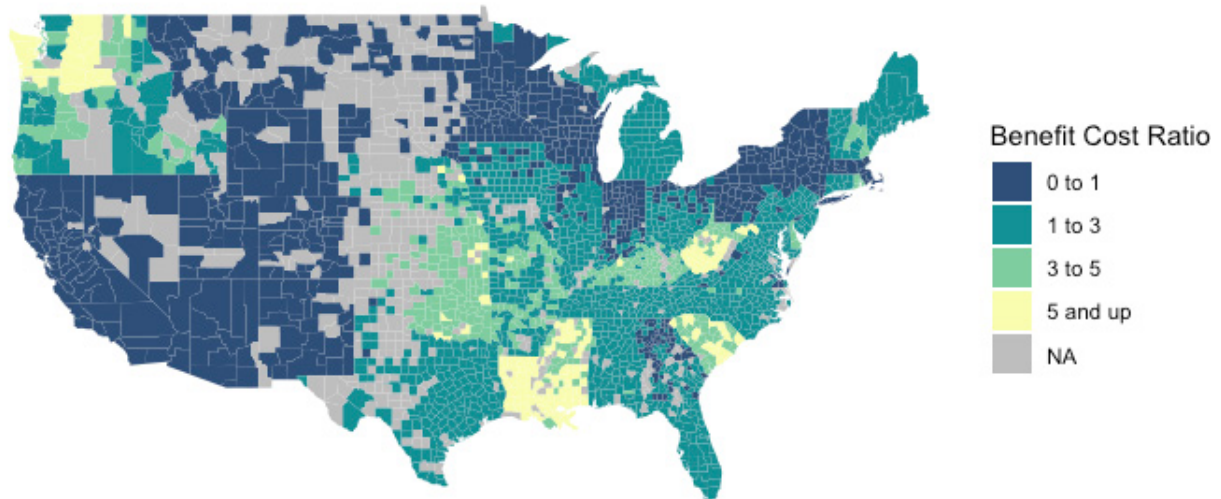 Benefit Cost Ratio
0 to 1
1 to 3
3 to 5
5 and up
NA